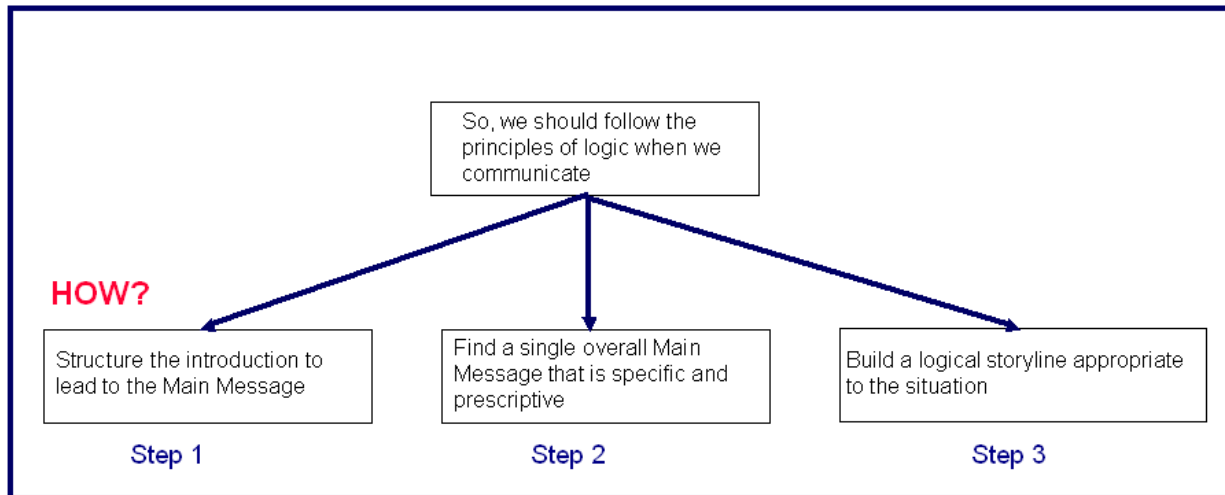 So, we should follow the
principles of logic when we
communicate
HOW?
Structure the introduction to
lead to the Main Message
Find a single overall Main
Message that is specific and
prescriptive
Build a logical storyline appropriate
to the situation
Step 1
Step 2
Step 3